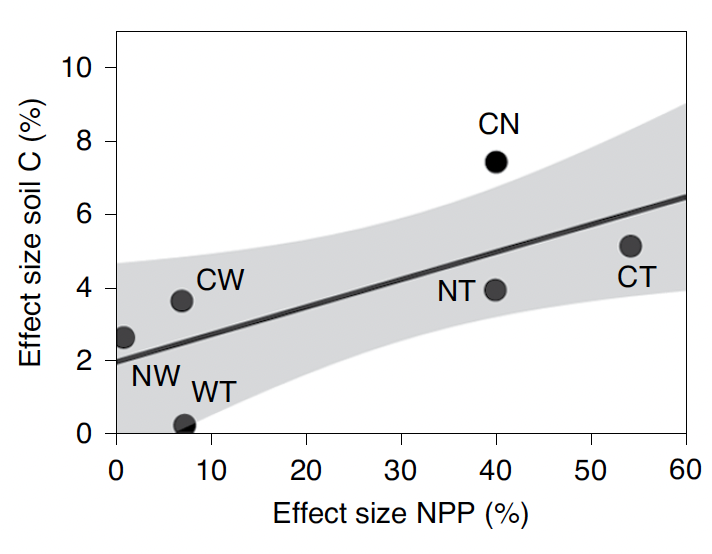 Effect size soil C (%)
10
8
6
4
2
0
CN
CW
NT
CT
NW
WT
0 10 20 30 40 50 60
Effect size NPP (%)